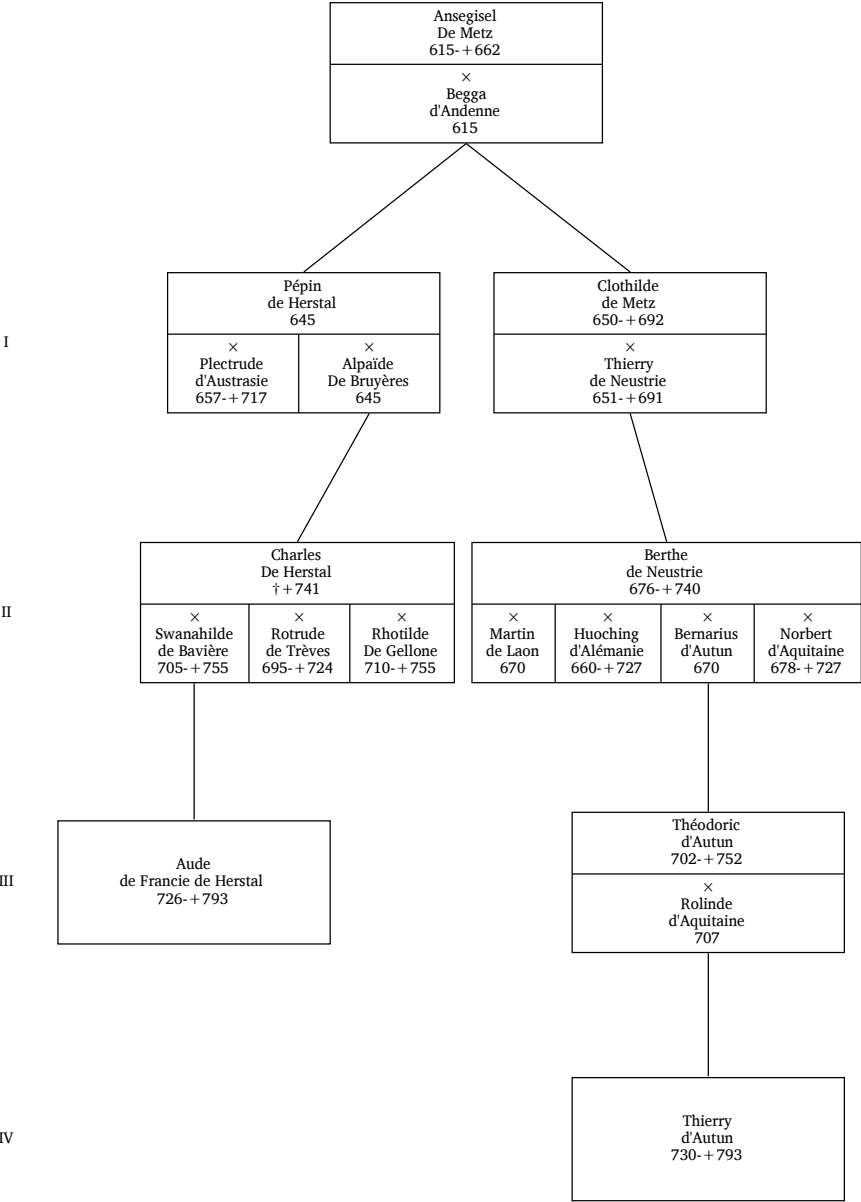 Ansegisel
De Metz
615-+662
×
Begga
d'Andenne
615
I
Pépin
de Herstal
645
×
Plectrude
d'Austrasie
657-+717
×
Alpaïde
De Bruyères
645
Clothilde
de Metz
650-+692
×
Thierry
de Neustrie
651-+691
II
Charles
De Herstal
†+741
×
Swanahilde
de Bavière
705-+755
×
Rotrude
de Trèves
695-+724
×
Rhotilde
De Gellone
710-+755
Berthe
de Neustrie
676-+740
×
Martin
de Laon
670
×
Huoching
d'Alémanie
660-+727
×
Bernarius
d'Autun
670
×
Norbert
d'Aquitaine
678-+727
III
Aude
de Francie de Herstal
726-+793
Théodoric
d'Autun
702-+752
×
Rolinde
d'Aquitaine
707
IV
Thierry
d'Autun
730-+793